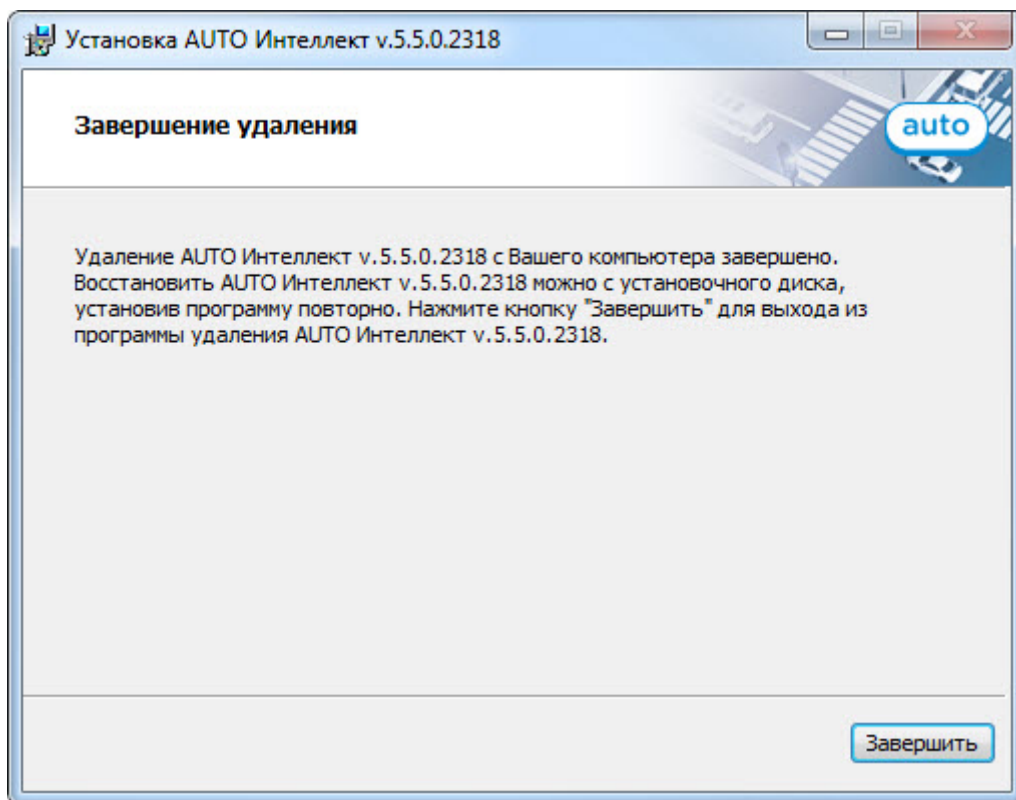 Установка AUTO Интеллект v.5.5.0.2318
Завершение удаления
auto
Удаление AUTO Интеллект v.5.5.0.2318 с Вашего компьютера завершено.
Восстановить AUTO Интеллект v.5.5.0.2318 можно с установочного диска,
установив программу повторно. Нажмите кнопку "Завершить" для выхода из
программы удаления AUTO Интеллект v.5.5.0.2318.
Завершить